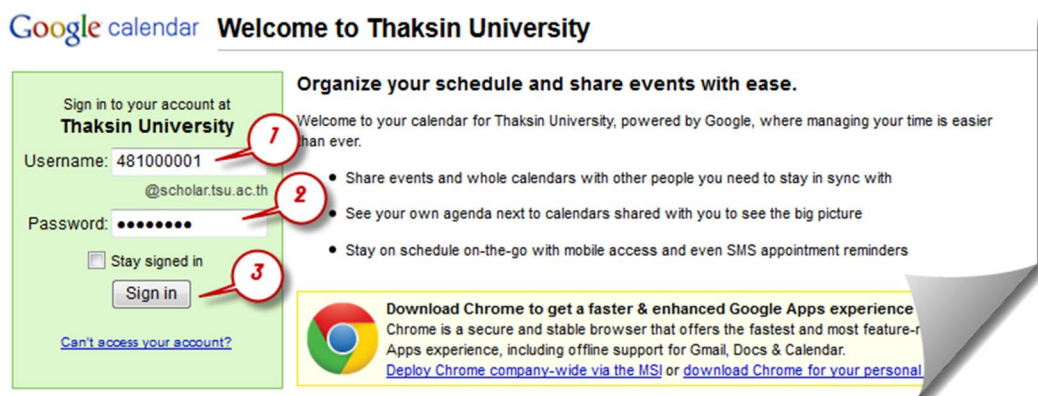 Google calendar Welcome to Thaksin University
Sign in to your account at
Thaksin University
Username: 481000001
@scholar.tsu.ac.th
Password: ••••••••
Stay signed in
Sign in
Can't access your account?
1
2
3
Organize your schedule and share events with ease.
Welcome to your calendar for Thaksin University, powered by Google, where managing your time is easier
than ever.
• Share events and whole calendars with other people you need to stay in sync with
• See your own agenda next to calendars shared with you to see the big picture
• Stay on schedule on-the-go with mobile access and even SMS appointment reminders
Download Chrome to get a faster & enhanced Google Apps experience
Chrome is a secure and stable browser that offers the fastest and most feature-r
Apps experience, including offline support for Gmail, Docs & Calendar.
Deploy Chrome company-wide via the MSI or download Chrome for your personal